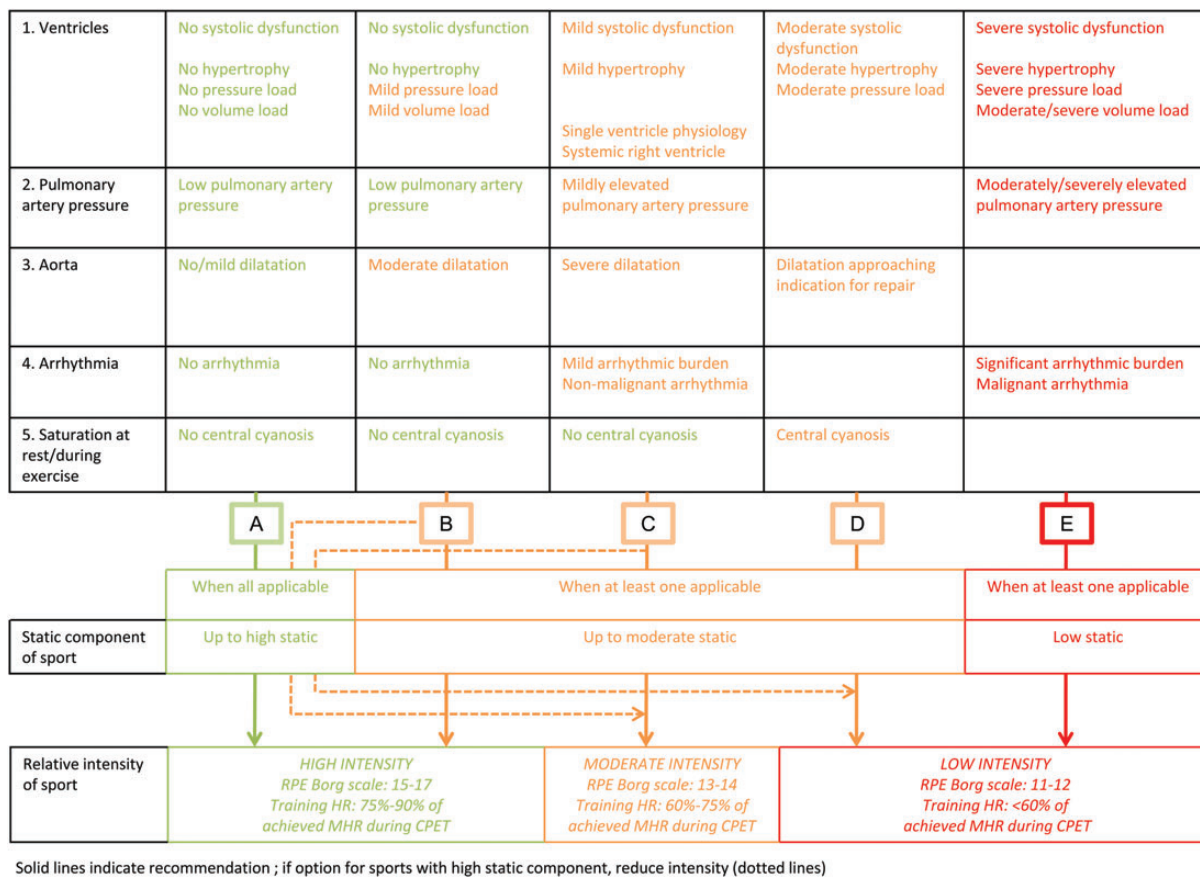 1. Ventricles
No systolic dysfunction
No hypertrophy
No pressure load
No volume load
No systolic dysfunction
No hypertrophy
Mild pressure load
Mild volume load
Mild systolic dysfunction
Mild hypertrophy
Single ventricle physiology
Systemic right ventricle
Moderate systolic
dysfunction
Moderate hypertrophy
Moderate pressure load
Severe systolic dysfunction
Severe hypertrophy
Severe pressure load
Moderate/severe volume load
2. Pulmonary
artery pressure
Low pulmonary artery
pressure
Low pulmonary artery
pressure
Mildly elevated
pulmonary artery pressure
Moderately/severely elevated
pulmonary artery pressure
3. Aorta
No/mild dilatation
Moderate dilatation
Severe dilatation
Dilatation approaching
indication for repair
4. Arrhythmia
No arrhythmia
No arrhythmia
Mild arrhythmic burden
Non-malignant arrhythmia
Significant arrhythmic burden
Malignant arrhythmia
5. Saturation at
rest/during
exercise
No central cyanosis
No central cyanosis
No central cyanosis
Central cyanosis
A
B
C
D
E
When all applicable
When at least one applicable
When at least one applicable
Static component
of sport
Up to high static
Up to moderate static
Low static
Relative intensity
of sport
HIGH INTENSITY
RPE Borg scale: 15-17
Training HR: 75%-90% of
achieved MHR during CPET
MODERATE INTENSITY
RPE Borg scale: 13-14
Training HR: 60%-75% of
achieved MHR during CPET
LOW INTENSITY
RPE Borg scale: 11-12
Training HR: <60% of
achieved MHR during CPET
Solid lines indicate recommendation ; if option for sports with high static component, reduce intensity (dotted lines)